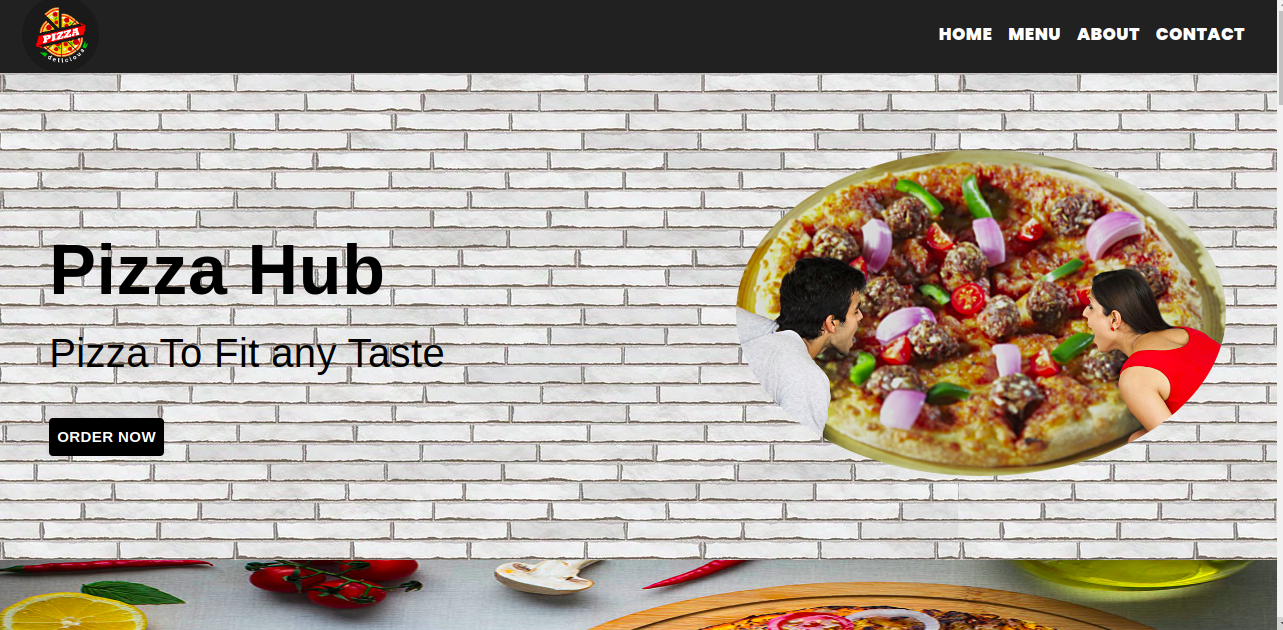 PIZZA
delicious
HOME MENU ABOUT CONTACT
Pizza Hub
Pizza To Fit any Taste
ORDER NOW